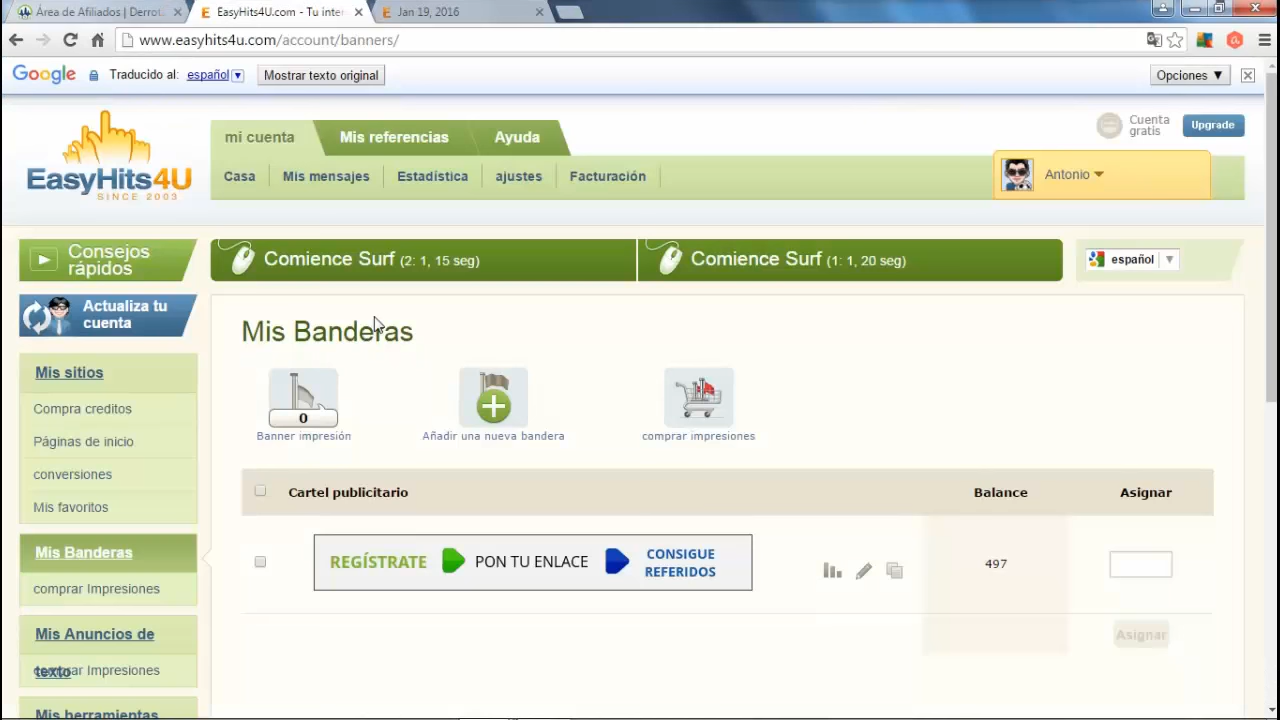 Área de Afiliados | Derrot
EasyHits4U.com - Tu inte
Jan 19, 2016
www.easyhits4u.com/account/banners/
Google Traducido al: español Mostrar texto original Opciones
EasyHits4U
SINCE 2003
mi cuenta Mis referencias Ayuda
Cuenta gratis
Upgrade
Casa Mis mensajes Estadística ajustes Facturación
Antonio
Consejos rápidos
Comience Surf (2: 1, 15 seg)
Comience Surf (1: 1, 20 seg)
español
Actualiza tu cuenta
Mis sitios
Compra creditos
Páginas de inicio
conversiones
Mis favoritos
Mis Banderas
comprar Impresiones
Mis Anuncios de texto
comprar Impresiones
Mis herramientas
Mis Banderas
0
Banner impresión
Añadir una nueva bandera
comprar impresiones
Cartel publicitario Balance Asignar
REGÍSTRATE PON TU ENLACE CONSIGUE REFERIDOS
497
Asignar